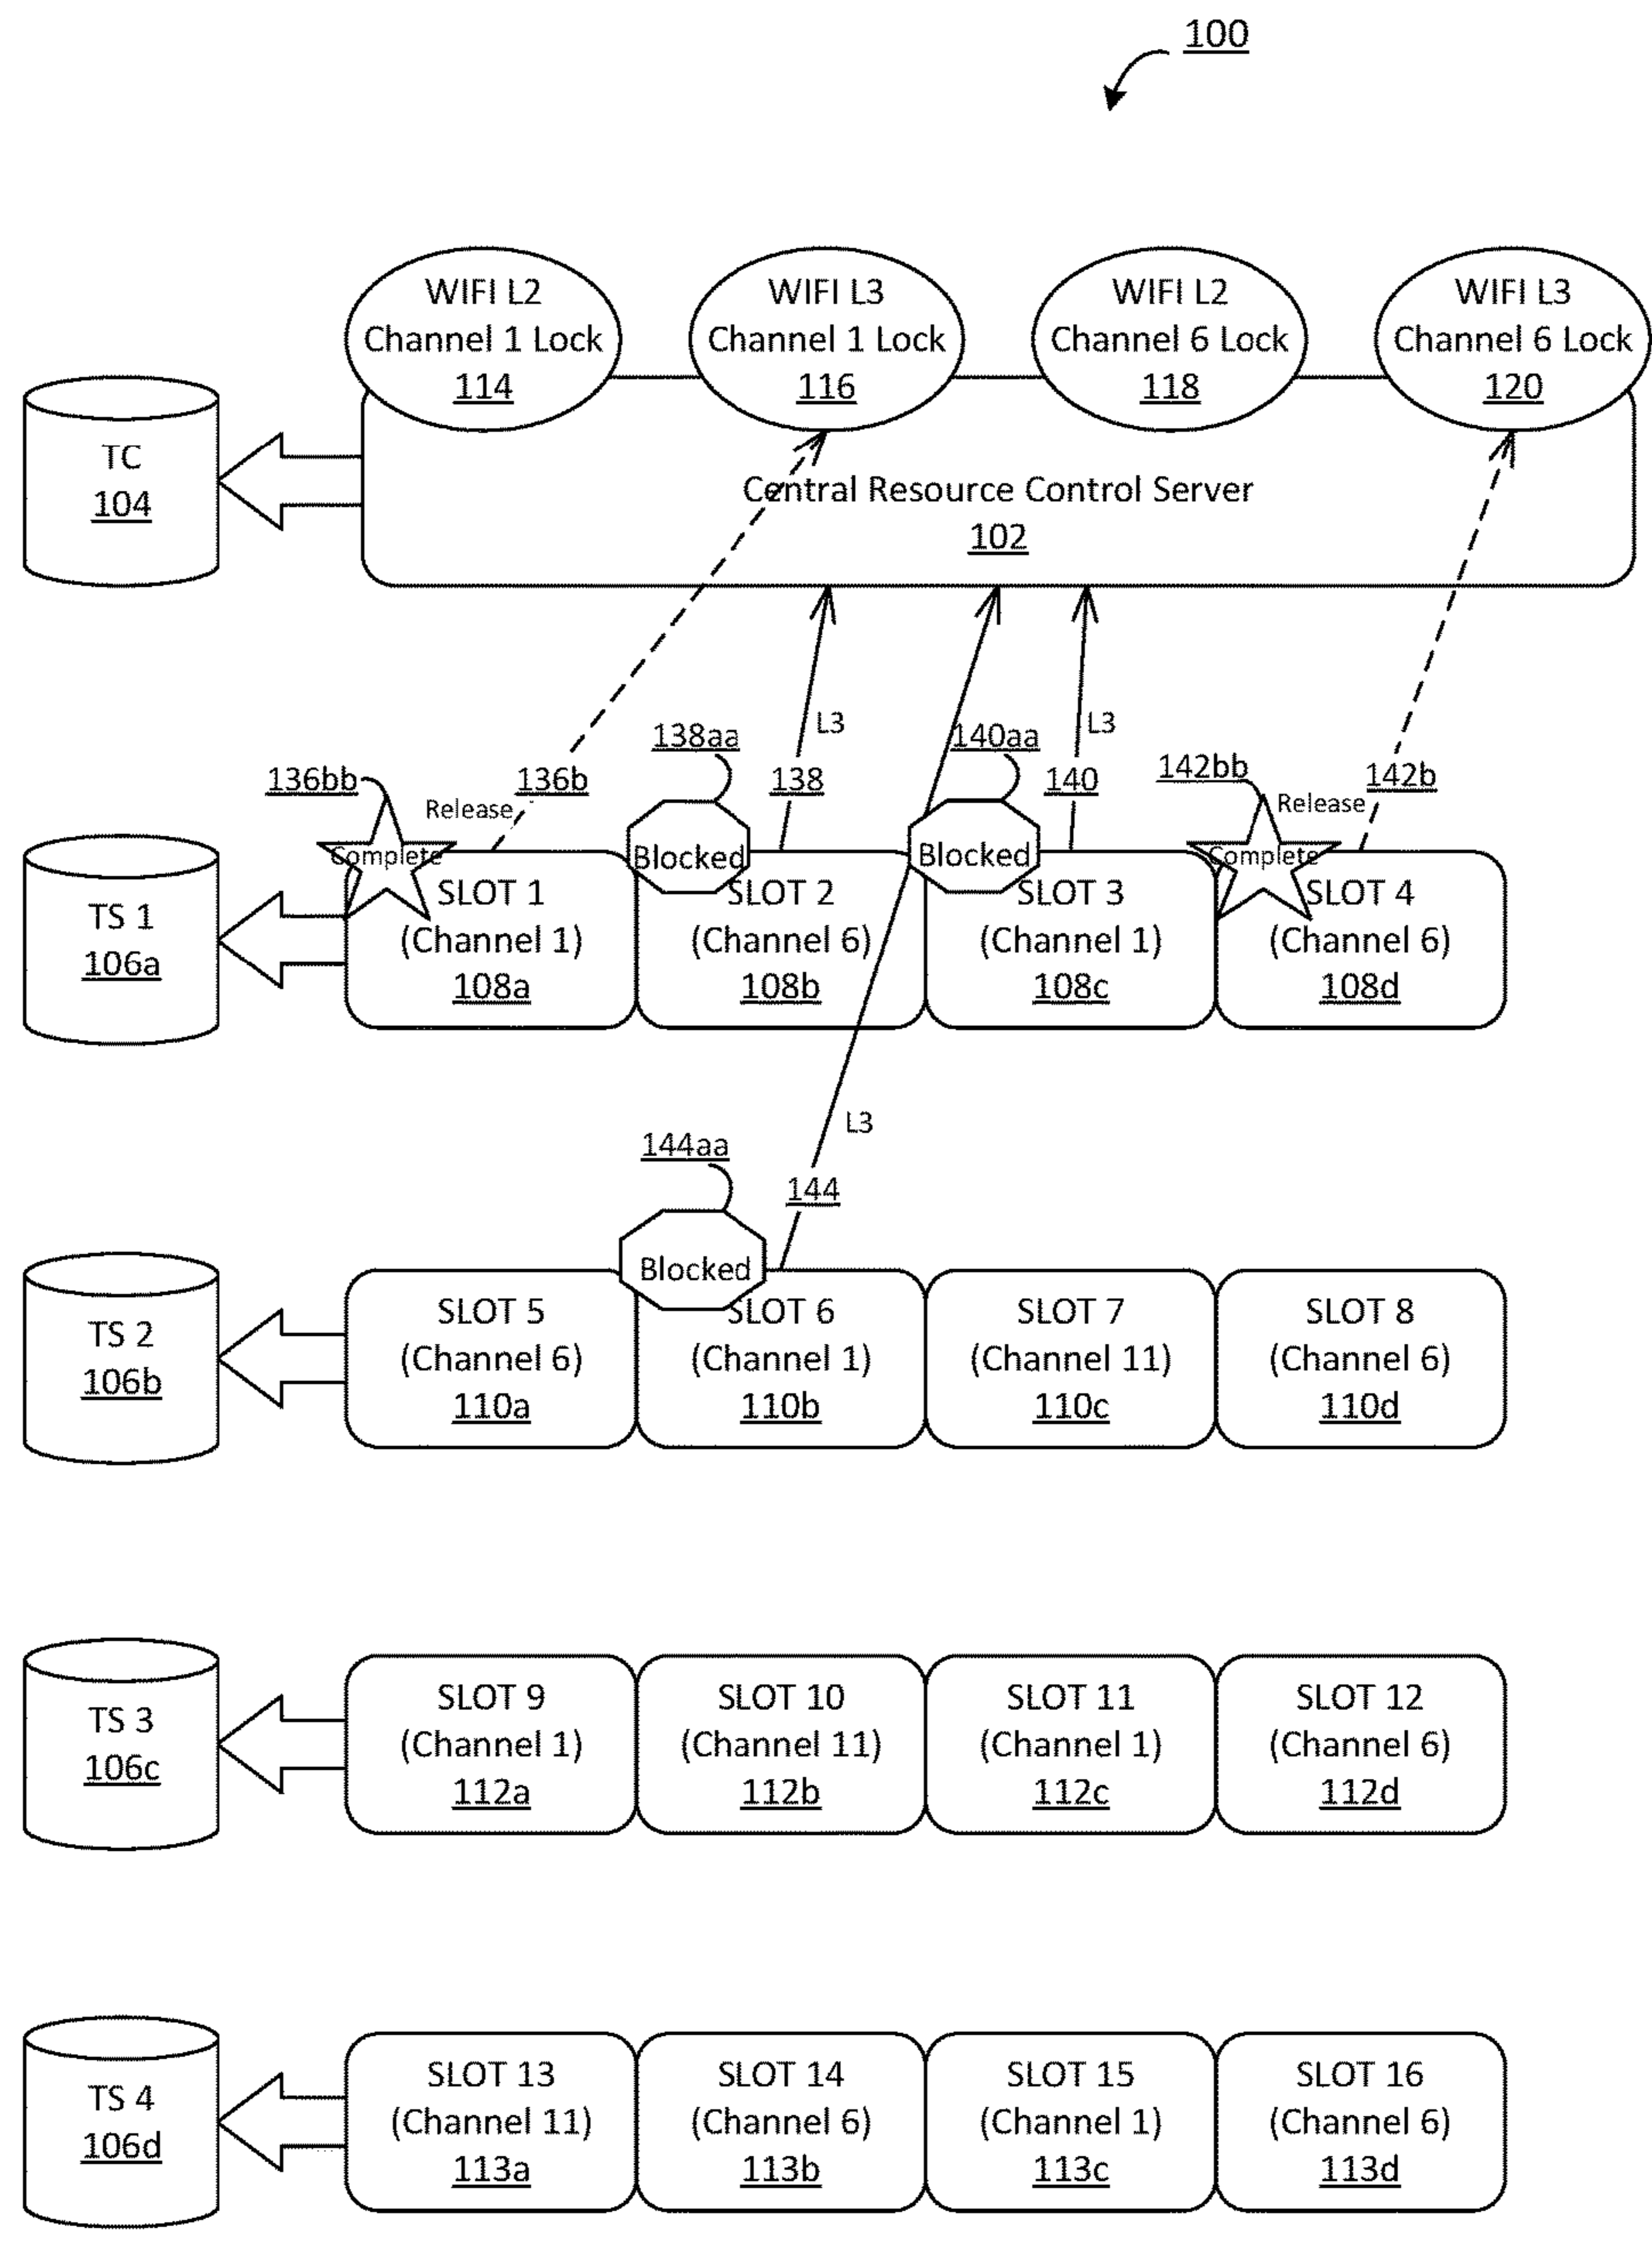 100
WIFI L2
Channel 1 Lock
114
WIFI L3
Channel 1 Lock
116
WIFI L2
Channel 6 Lock
118
WIFI L3
Channel 6 Lock
120
TC
104
Central Resource Control Server
102
L3
L3
138aa
140aa
136bb
136b
138
140
142bb
142b
Release
Release
Complete
Blocked
Blocked
Complete
TS 1
106a
SLOT 1
(Channel 1)
108a
SLOT 2
(Channel 6)
108b
SLOT 3
(Channel 1)
108c
SLOT 4
(Channel 6)
108d
L3
144aa
144
Blocked
TS 2
106b
SLOT 5
(Channel 6)
110a
SLOT 6
(Channel 1)
110b
SLOT 7
(Channel 11)
110c
SLOT 8
(Channel 6)
110d
TS 3
106c
SLOT 9
(Channel 1)
112a
SLOT 10
(Channel 11)
112b
SLOT 11
(Channel 1)
112c
SLOT 12
(Channel 6)
112d
TS 4
106d
SLOT 13
(Channel 11)
113a
SLOT 14
(Channel 6)
113b
SLOT 15
(Channel 1)
113c
SLOT 16
(Channel 6)
113d